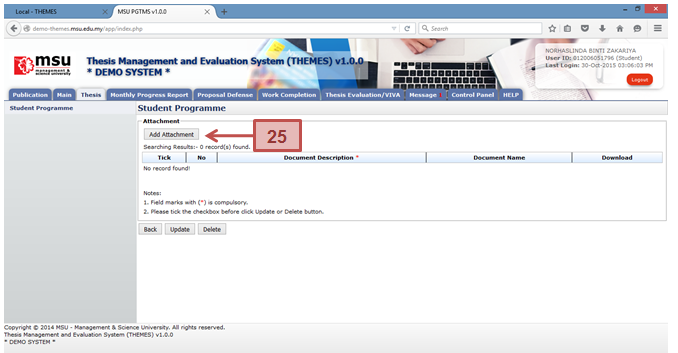 Local - THEMES
MSU PGTMS v1.0.0
demo-themes.msu.edu.my/app/index.php
Search
msu
management &
science university
Thesis Management and Evaluation System (THEMES) v1.0.0
* DEMO SYSTEM *
NORHASLINDA BINTI ZAKARIYA
User ID: 012006051796 (Student)
Last Login: 30-Oct-2015 03:06:03 PM
Logout
Publication Main Thesis Monthly Progress Report Proposal Defense Work Completion Thesis Evaluation/VIVA Message Control Panel HELP
Student Programme
Student Programme
Attachment
Add Attachment
25
Searching Results:- 0 record(s) found.
Tick No Document Description * Document Name Download
No record found!
Notes:
1. Field marks with (*) is compulsory.
2. Please tick the checkbox before click Update or Delete button.
Back Update Delete
Copyright © 2014 MSU - Management & Science University. All rights reserved.
Thesis Management and Evaluation System (THEMES) v1.0.0
* DEMO SYSTEM *